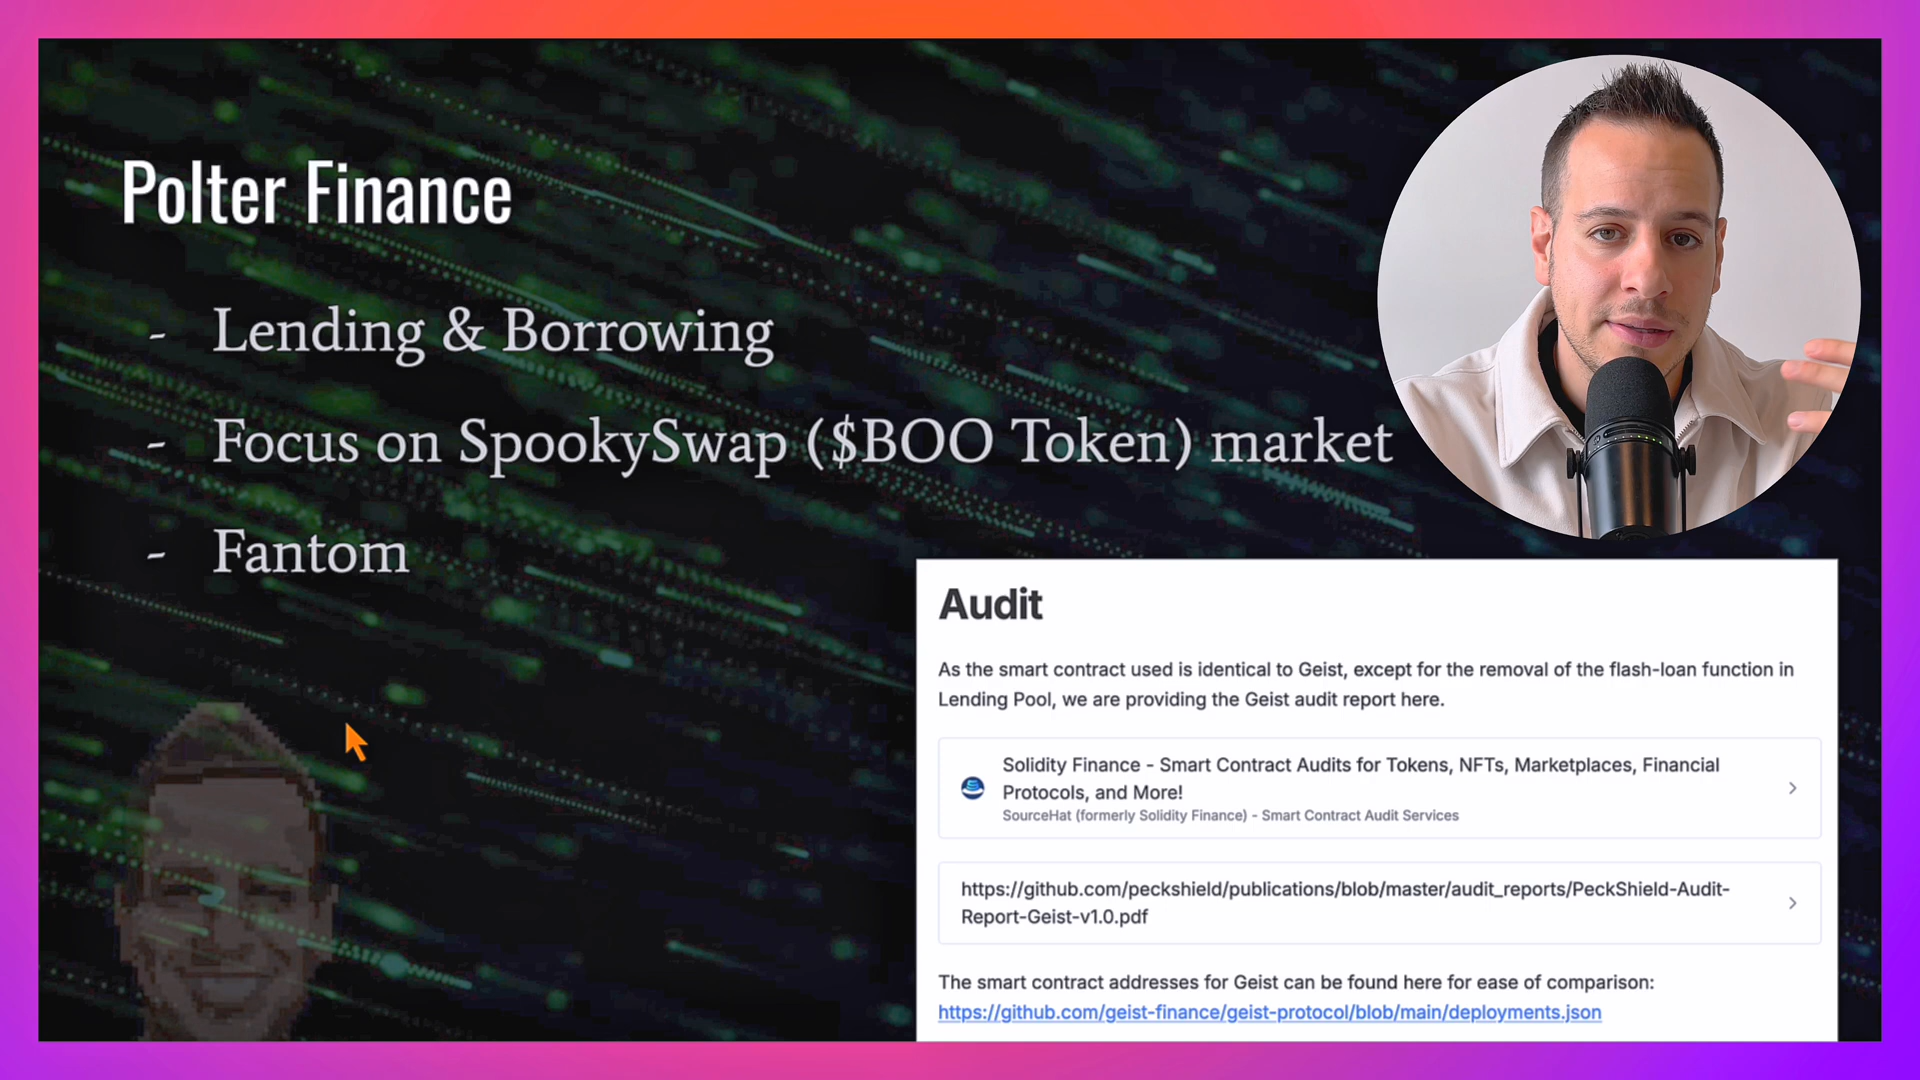 Polter Finance
- Lending & Borrowing
- Focus on SpookySwap ($BOO Token) market
- Fantom
Audit
As the smart contract used is identical to Geist, except for the removal of the flash-loan function in
Lending Pool, we are providing the Geist audit report here.
Solidity Finance - Smart Contract Audits for Tokens, NFTs, Marketplaces, Financial
Protocols, and More!
SourceHat (formerly Solidity Finance) - Smart Contract Audit Services
https://github.com/peckshield/publications/blob/master/audit_reports/PeckShield-Audit-
Report-Geist-v1.0.pdf
The smart contract addresses for Geist can be found here for ease of comparison:
https://github.com/geist-finance/geist-protocol/blob/main/deployments.json